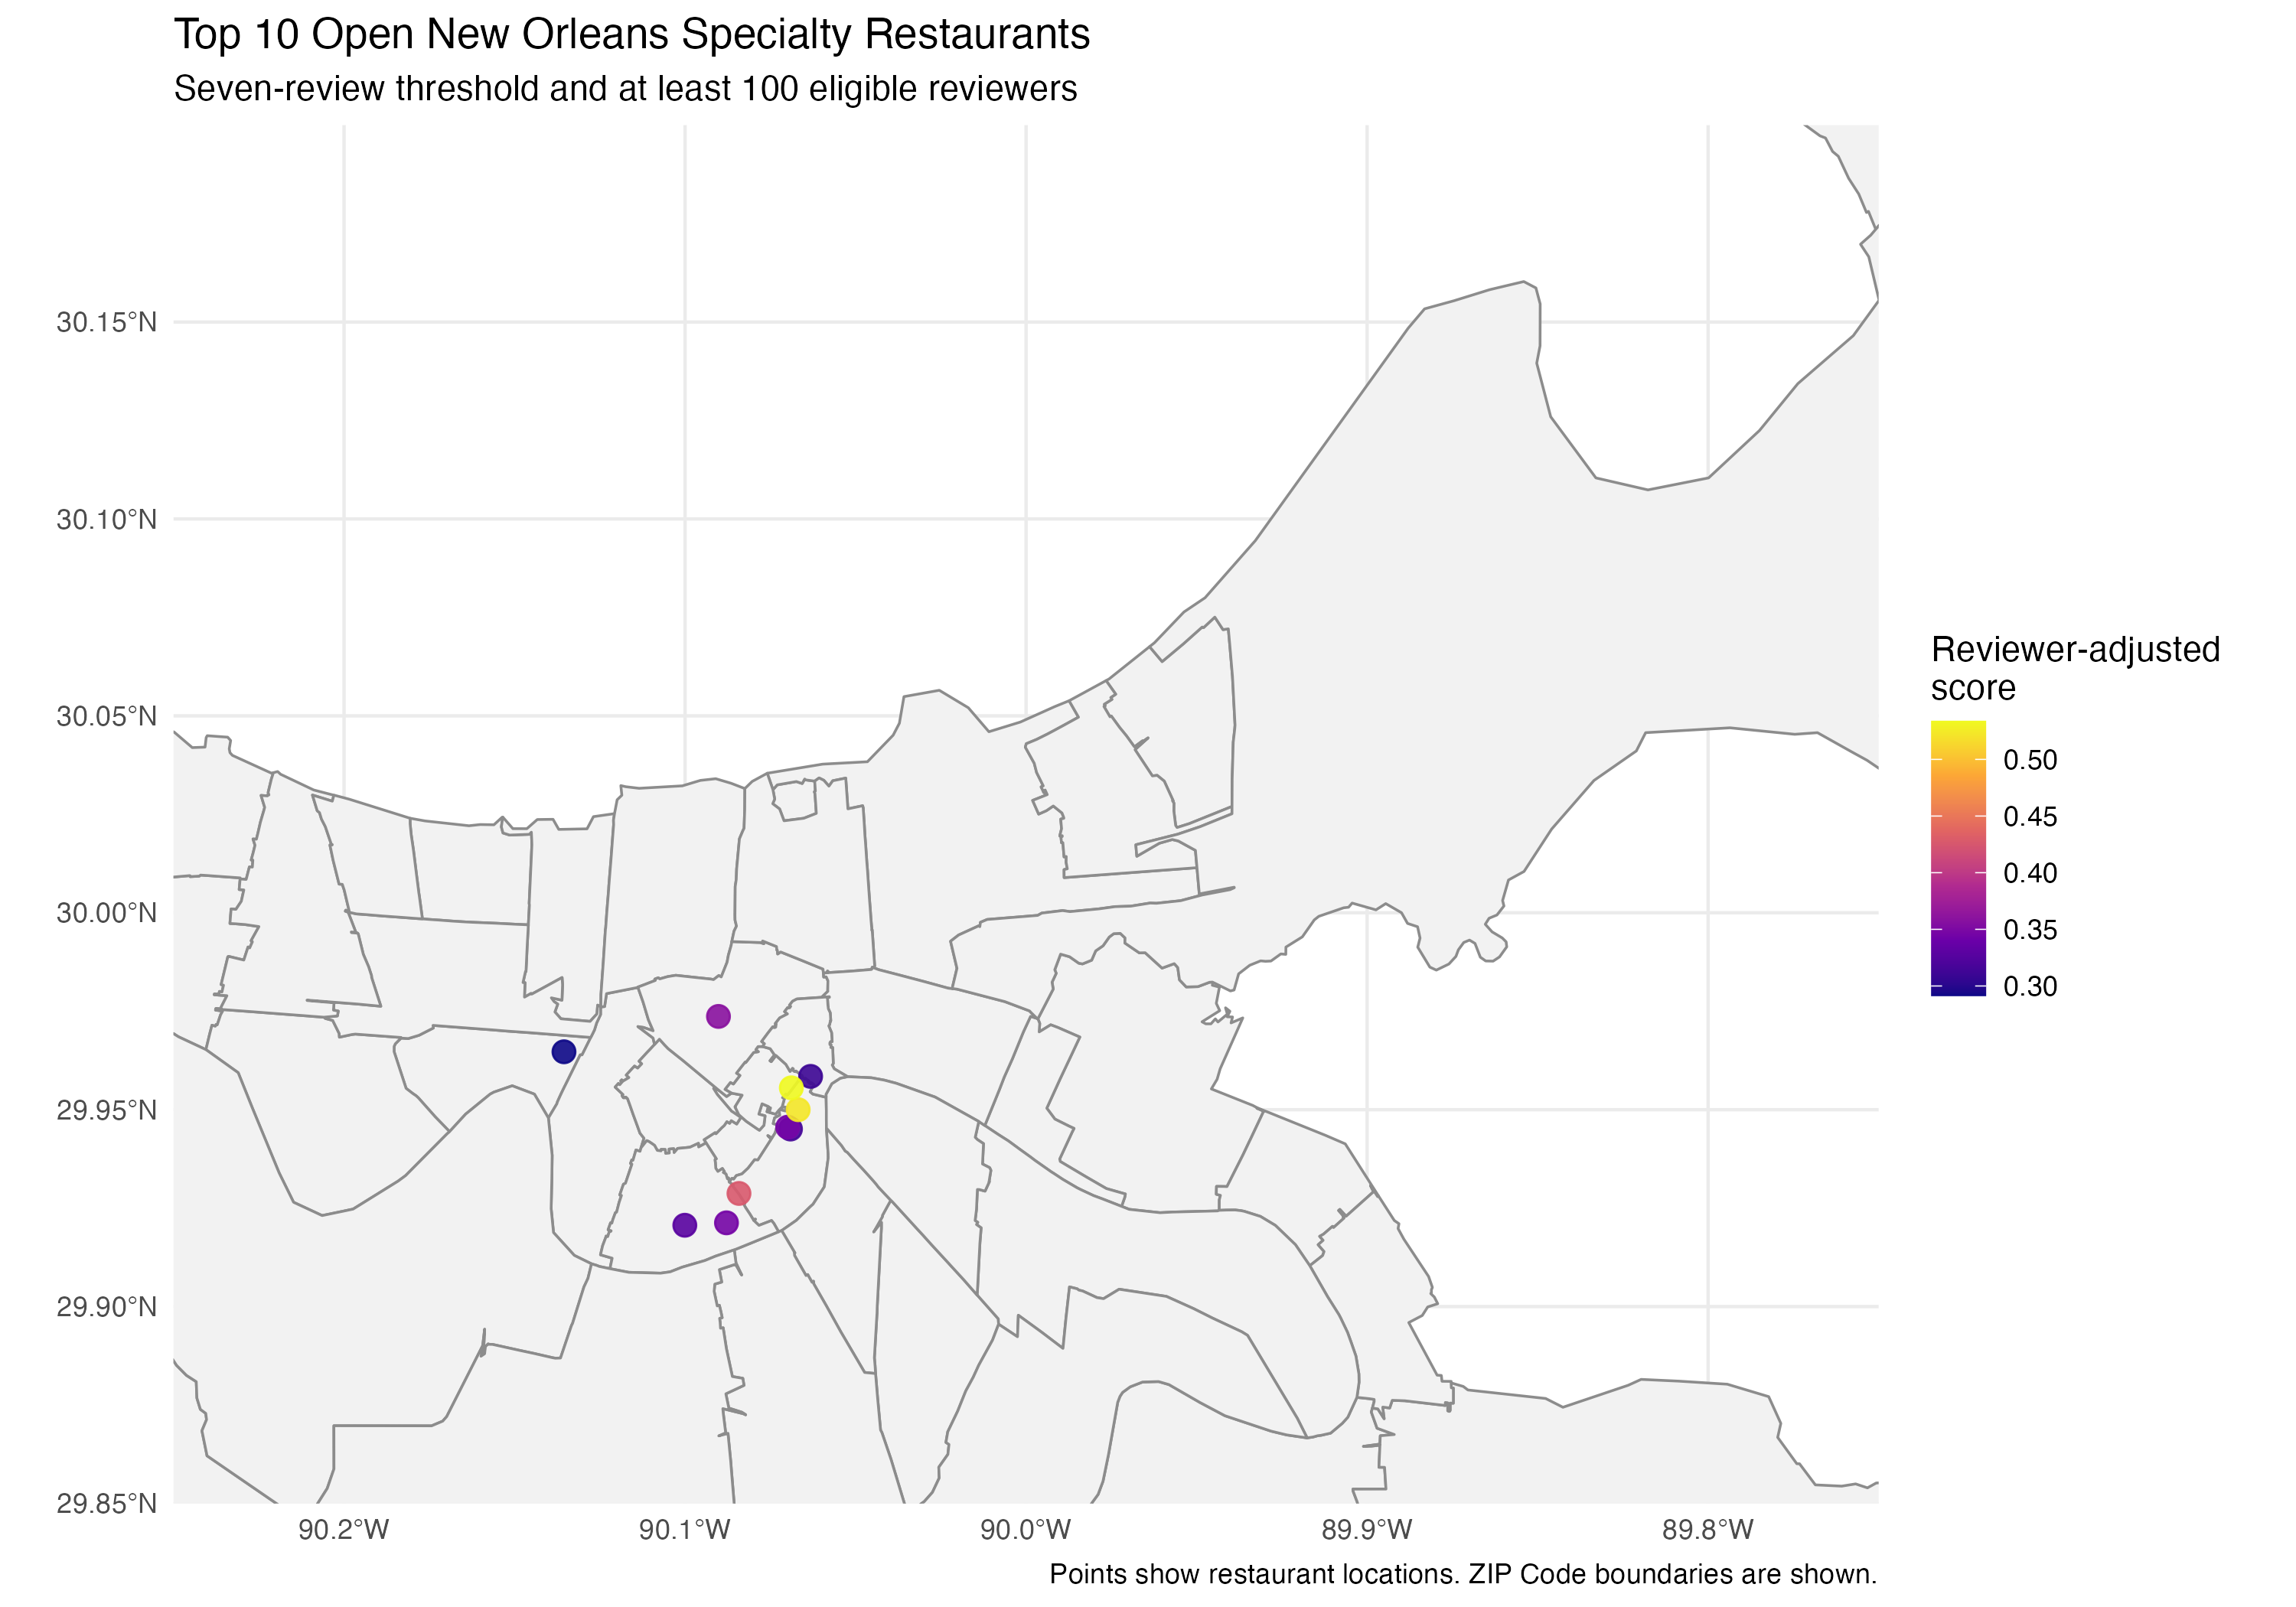 Top 10 Open New Orleans Specialty Restaurants
Seven-review threshold and at least 100 eligible reviewers
30.15°N
30.10°N
30.05°N
30.00°N
29.95°N
29.90°N
29.85°N
90.2°W
90.1°W
90.0°W
89.9°W
89.8°W
Reviewer-adjusted
score
0.50
0.45
0.40
0.35
0.30
Points show restaurant locations. ZIP Code boundaries are shown.